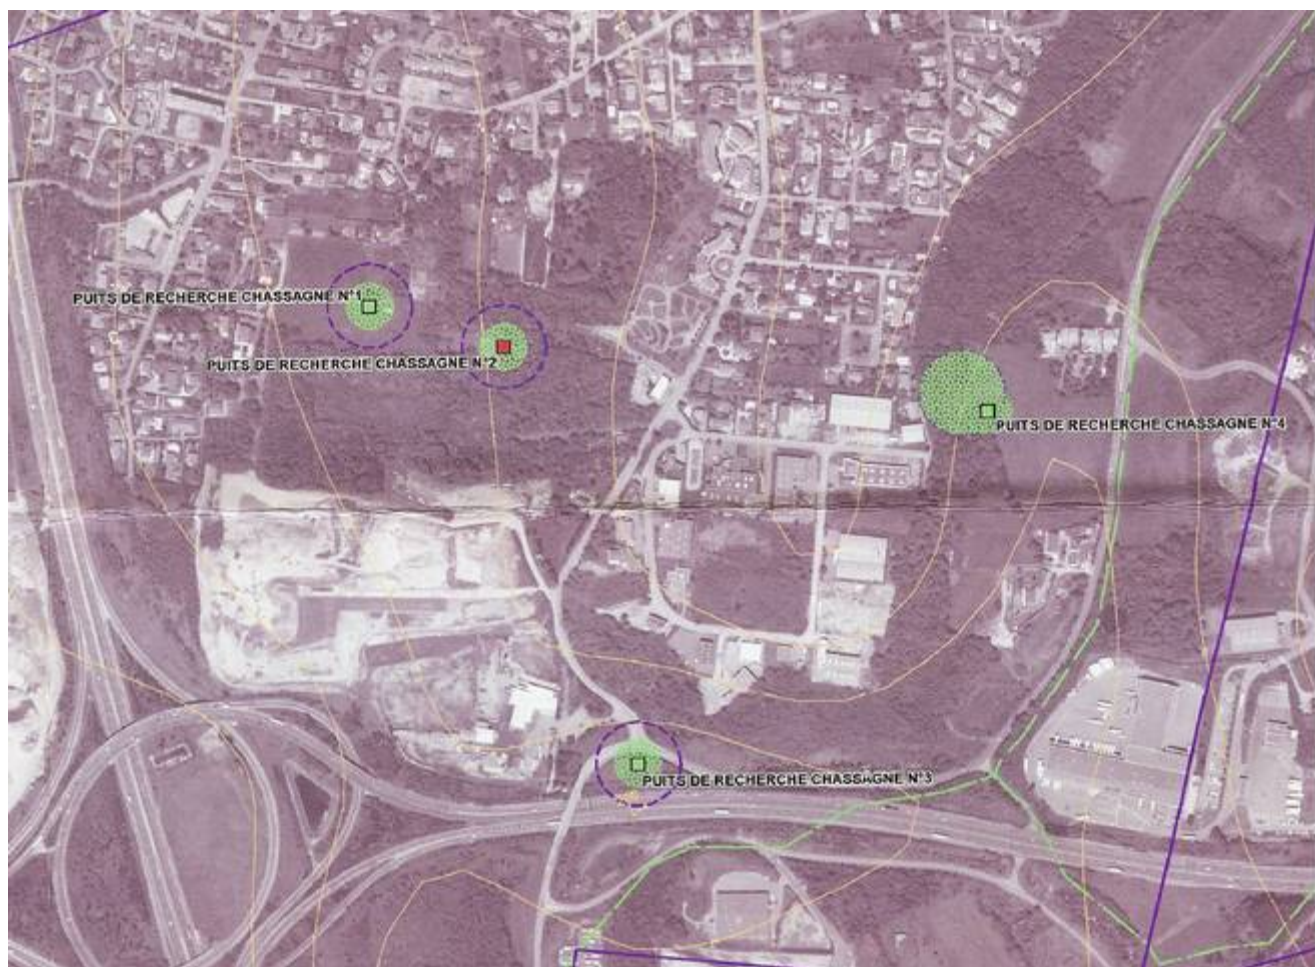 PUITS DE RECHERCHE CHASSAGNE N°1
PUITS DE RECHERCHE CHASSAGNE N°2
PUITS DE RECHERCHE CHASSAGNE N°4
PUITS DE RECHERCHE CHASSAGNE N°3